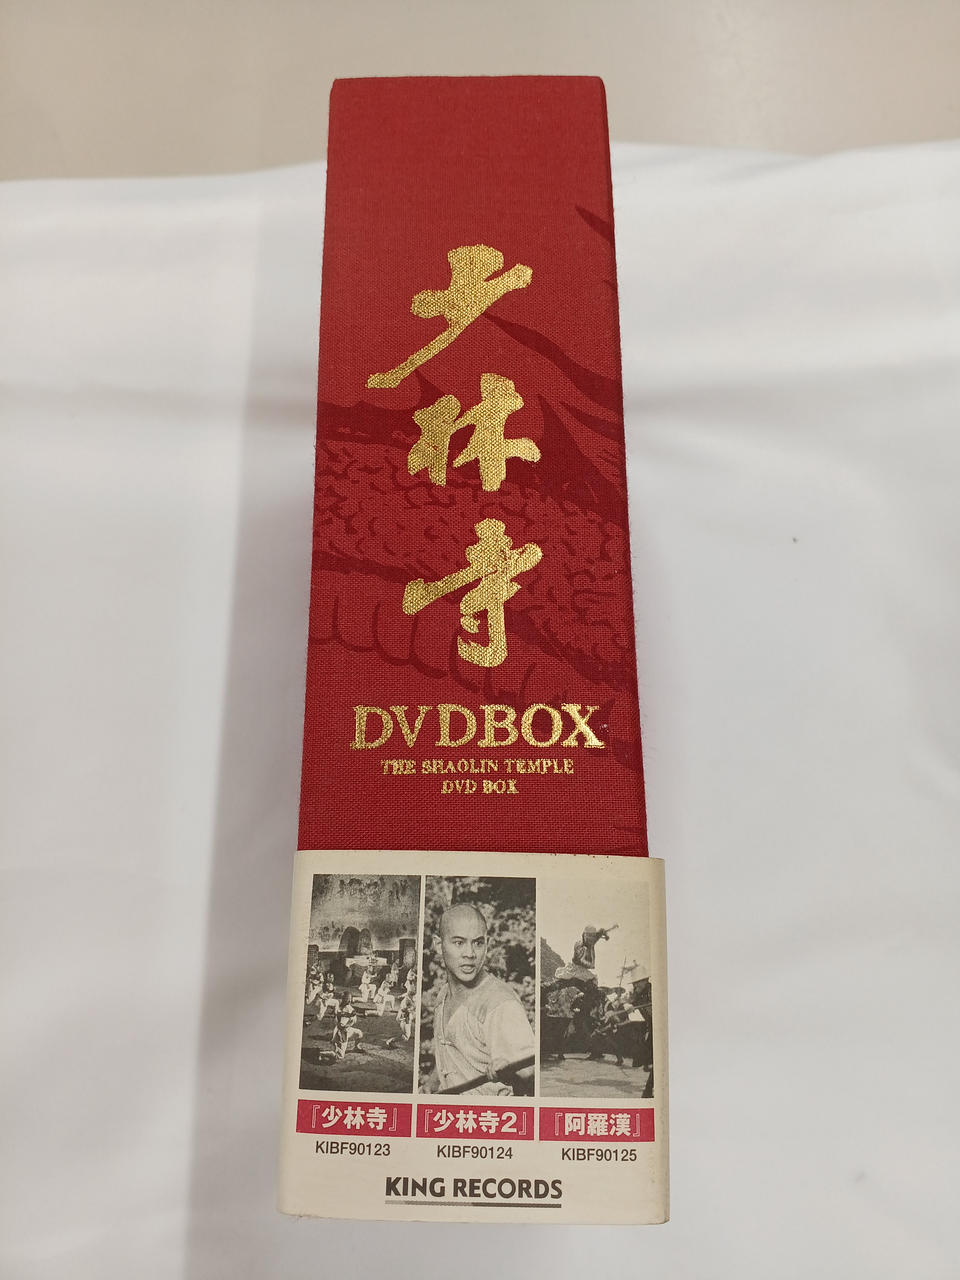 少林寺
DVDBOX
THE SHAOLIN TEMPLE
DVD BOX
『少林寺』
『少林寺2』
『阿羅漢』
KIBF90123
KIBF90124
KIBF90125
KING RECORDS